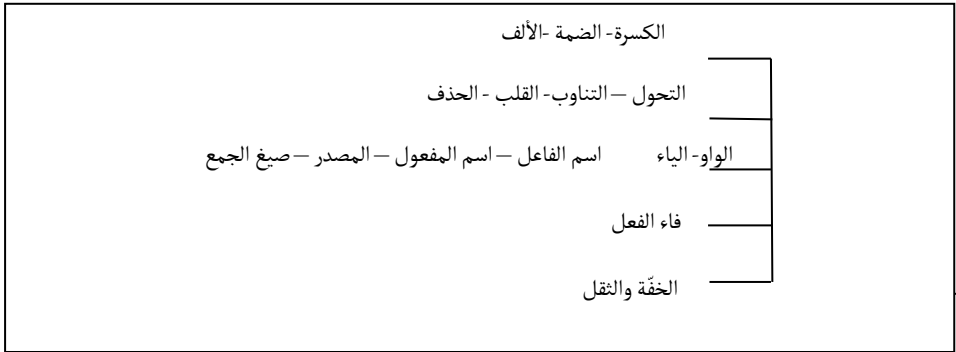 الكسرة- الضمة -الألف
التحول – التناوب- القلب - الحذف
الواو- الياء اسم الفاعل – اسم المفعول – المصدر – صيغ الجمع
فاء الفعل
الخفّة والثقل